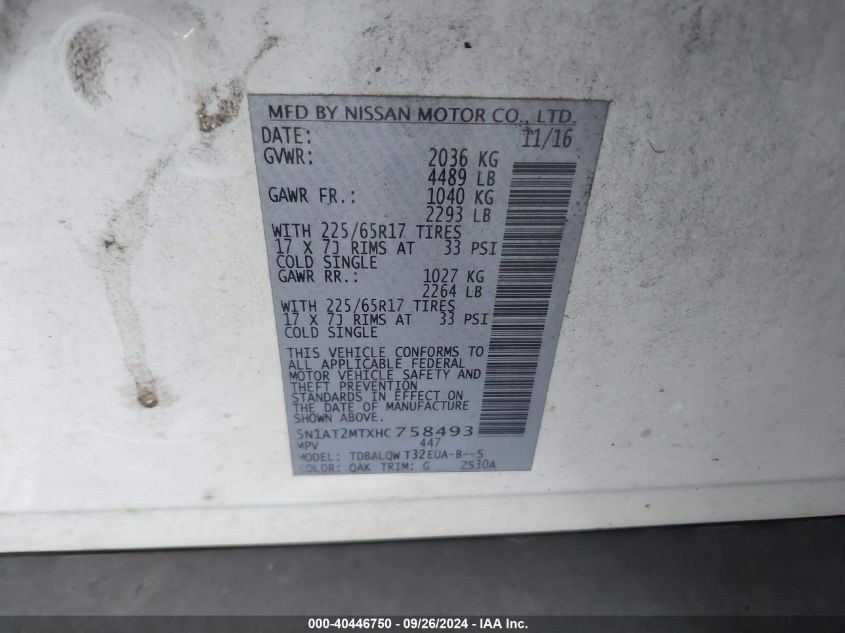 MFD BY NISSAN MOTOR CO., LTD.
DATE: 11/16
GVWR: 2036 KG
4489 LB
GAWR FR.: 1040 KG
2293 LB
WITH 225/65R17 TIRES
17 X 7J RIMS AT 33 PSI
COLD SINGLE
GAWR RR.: 1027 KG
2264 LB
WITH 225/65R17 TIRES
17 X 7J RIMS AT 33 PSI
COLD SINGLE
THIS VEHICLE CONFORMS TO
ALL APPLICABLE FEDERAL
MOTOR VEHICLE SAFETY AND
THEFT PREVENTION
STANDARDS IN EFFECT ON
THE DATE OF MANUFACTURE
SHOWN ABOVE.
5N1AT2MTXHC758493
MPV 447
MODEL: TDBALQW T32EUA-B--S
COLOR: QAK TRIM: G ZS30A
000-40446750 - 09/26/2024 - IAA Inc.